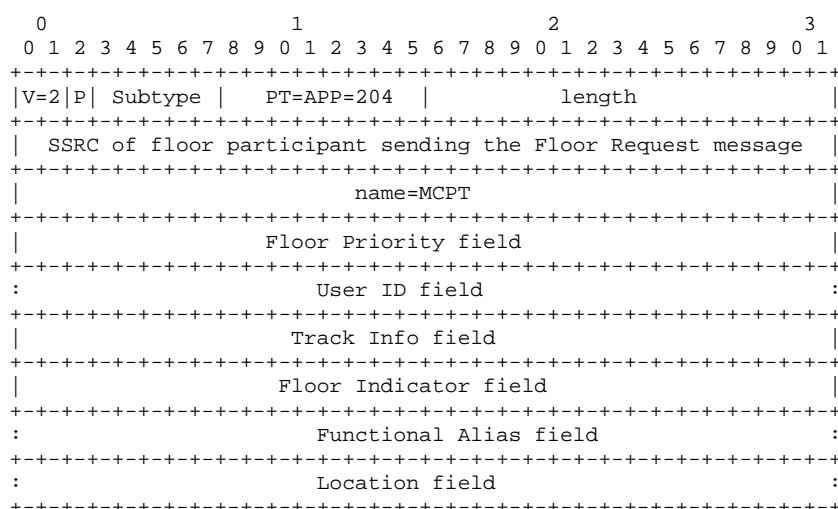 0                   1                   2                   3
0 1 2 3 4 5 6 7 8 9 0 1 2 3 4 5 6 7 8 9 0 1 2 3 4 5 6 7 8 9 0 1
+-+-+-+-+-+-+-+-+-+-+-+-+-+-+-+-+-+-+-+-+-+-+-+-+-+-+-+-+-+-+-+-+
|V=2|P| Subtype |   PT=APP=204  |          length               |
+-+-+-+-+-+-+-+-+-+-+-+-+-+-+-+-+-+-+-+-+-+-+-+-+-+-+-+-+-+-+-+-+
|  SSRC of floor participant sending the Floor Request message  |
+-+-+-+-+-+-+-+-+-+-+-+-+-+-+-+-+-+-+-+-+-+-+-+-+-+-+-+-+-+-+-+-+
|                          name=MCPT                            |
+-+-+-+-+-+-+-+-+-+-+-+-+-+-+-+-+-+-+-+-+-+-+-+-+-+-+-+-+-+-+-+-+
|                   Floor Priority field                        |
+-+-+-+-+-+-+-+-+-+-+-+-+-+-+-+-+-+-+-+-+-+-+-+-+-+-+-+-+-+-+-+-+
:                       User ID field                           :
+-+-+-+-+-+-+-+-+-+-+-+-+-+-+-+-+-+-+-+-+-+-+-+-+-+-+-+-+-+-+-+-+
|                     Track Info field                          |
+-+-+-+-+-+-+-+-+-+-+-+-+-+-+-+-+-+-+-+-+-+-+-+-+-+-+-+-+-+-+-+-+
|                    Floor Indicator field                      |
+-+-+-+-+-+-+-+-+-+-+-+-+-+-+-+-+-+-+-+-+-+-+-+-+-+-+-+-+-+-+-+-+
:                       Functional Alias field                  :
+-+-+-+-+-+-+-+-+-+-+-+-+-+-+-+-+-+-+-+-+-+-+-+-+-+-+-+-+-+-+-+-+
:                       Location field                          :
+-+-+-+-+-+-+-+-+-+-+-+-+-+-+-+-+-+-+-+-+-+-+-+-+-+-+-+-+-+-+-+-+